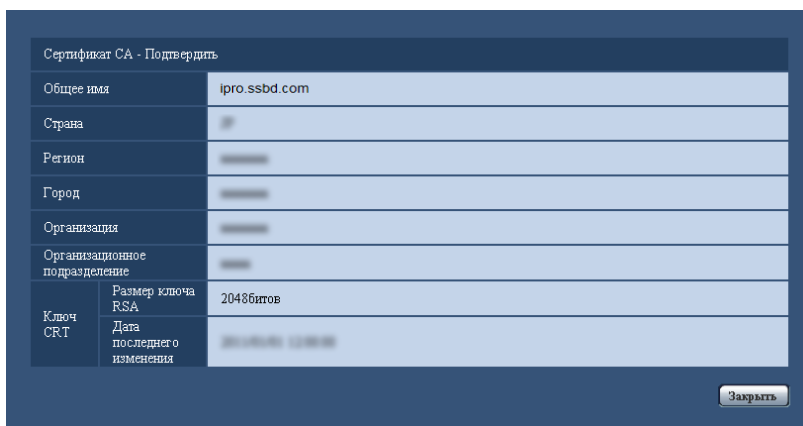 Сертификат CA - Подтвердить
Общее имя
ipro.ssbd.com
Страна
Регион
Город
Организация
Организационное
подразделение
Ключ
CRT
Размер ключа
RSA
2048битов
Дата
последнего
изменения
Закрыть